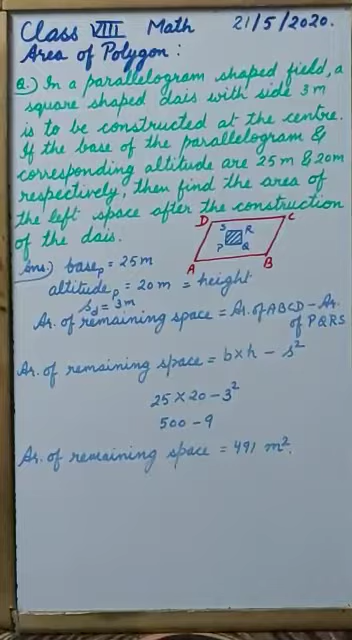 Class VIII Math 21/5/2020.
Area of Polygon :
Q.) In a parallelogram shaped field, a
square shaped dais with side 3m
is to be constructed at the centre.
If the base of the parallelogram &
corresponding altitude are 25m & 20m
respectively, then find the area of
the left space after the construction
of the dais.
D C
S R
P Q
A B
Ans:) base_p = 25m
altitude_p = 20m = height
s_d = 3m
Ar. of remaining space = Ar. of ABCD - Ar.
of PQRS
Ar. of remaining space = b×h - s²
25 × 20 - 3²
500 - 9
Ar. of remaining space = 491 m².